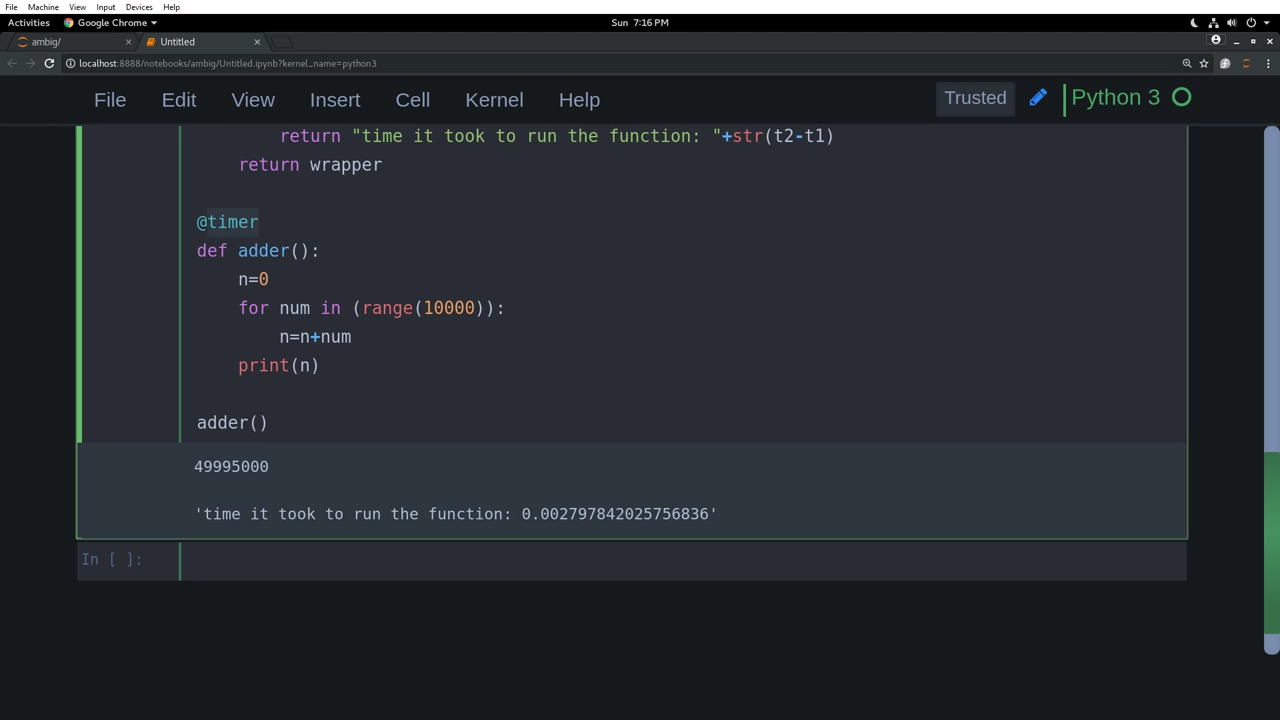 File Machine View Input Devices Help
Activities Google Chrome Sun 7:16 PM
ambig/ Untitled
localhost:8888/notebooks/ambig/Untitled.ipynb?kernel_name=python3
File Edit View Insert Cell Kernel Help Trusted Python 3
return "time it took to run the function: "+str(t2-t1)
return wrapper
@timer
def adder():
n=0
for num in (range(10000)):
n=n+num
print(n)
adder()
49995000
'time it took to run the function: 0.002797842025756836'
In [ ]: